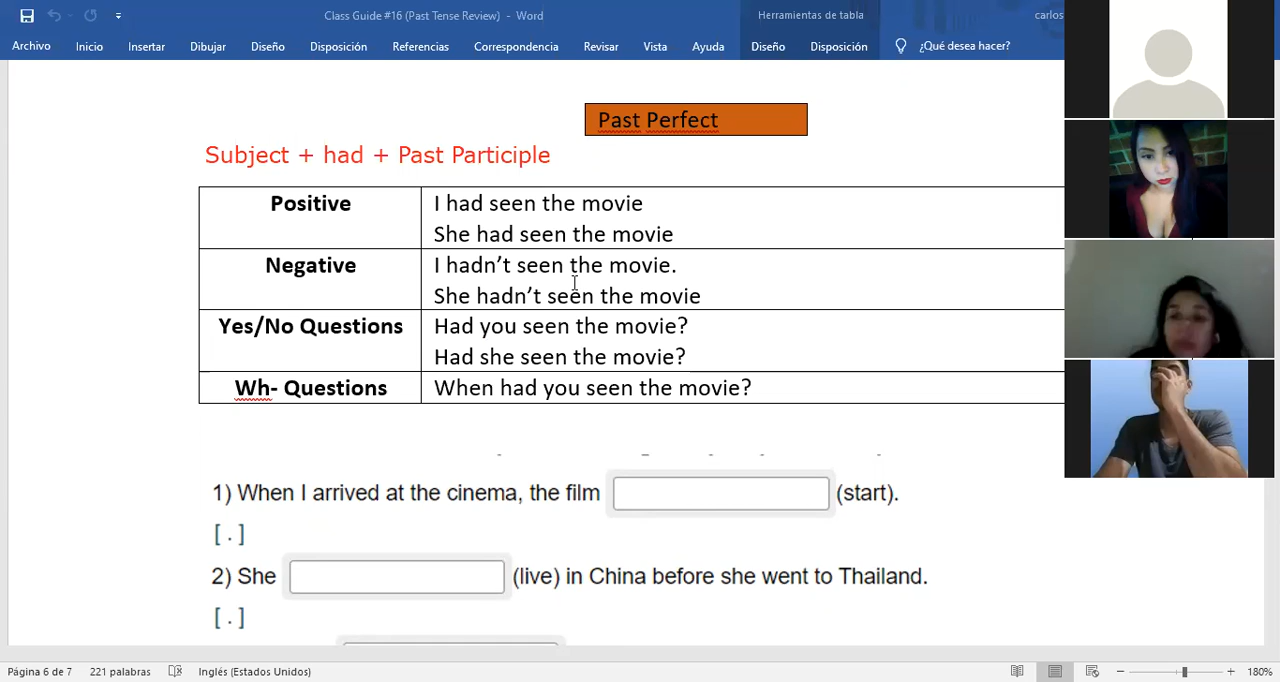 Class Guide #16 (Past Tense Review) - Word
Herramientas de tabla
carlos
Archivo Inicio Insertar Dibujar Diseño Disposición Referencias Correspondencia Revisar Vista Ayuda Diseño Disposición ¿Qué desea hacer?
Past Perfect
Subject + had + Past Participle
Positive
I had seen the movie
She had seen the movie
Negative
I hadn’t seen the movie.
She hadn’t seen the movie
Yes/No Questions
Had you seen the movie?
Had she seen the movie?
Wh- Questions
When had you seen the movie?
1) When I arrived at the cinema, the film (start).
[ . ]
2) She (live) in China before she went to Thailand.
[ . ]
Página 6 de 7 221 palabras Inglés (Estados Unidos) 180%